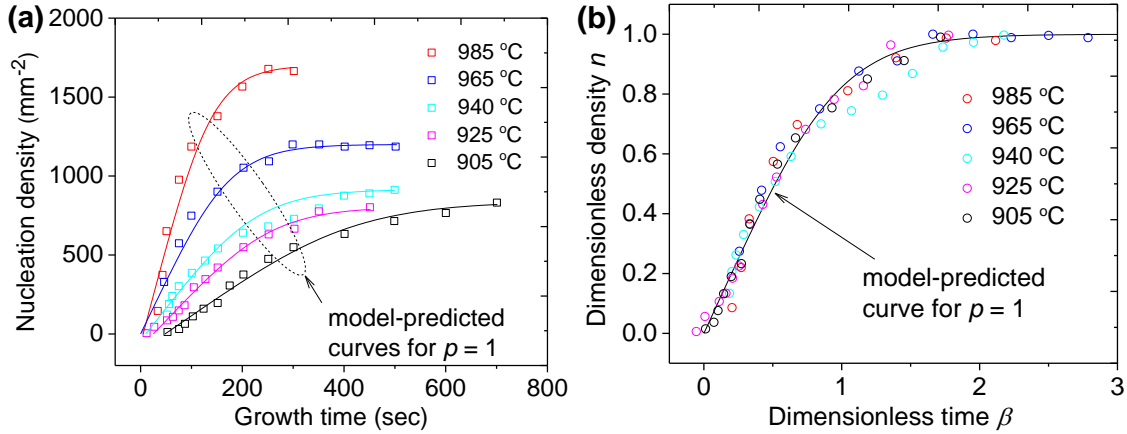 (a)
2000
1500
1000
500
0
Nucleation density (mm⁻²)
985 °C
965 °C
940 °C
925 °C
905 °C
model-predicted
curves for p = 1
0 200 400 600 800
Growth time (sec)
(b)
1.0
0.8
0.6
0.4
0.2
0.0
Dimensionless density n
985 °C
965 °C
940 °C
925 °C
905 °C
model-predicted
curve for p = 1
0 1 2 3
Dimensionless time β